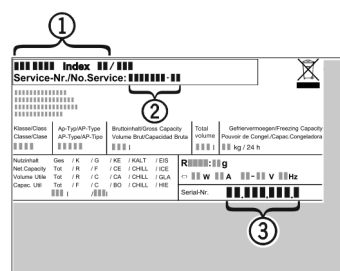 1
Index /
Service-Nr./No.Service: -
2
Klasse/Class Ap-Typ/AP-Type Bruttoinhalt/Gross Capacity Total Gefriervermoegen/Freezing Capacity
Classe/Clase AP-Type/AP-Tipo Volume Brut/Capacidad Bruta volume Pouvoir de Congel./Capac.Congeladora
l l kg / 24 h
Nutzinhalt Ges / K / G / KE / KALT / EIS
Net.Capacity Tot / R / F / CE / CHILL / ICE
Volume Utile Tot / R / C / CA / CHILL / GLA
Capac. Util Tot / F / C / BO / CHILL / HIE
l / l
R : g
W A - V Hz
Serial-Nr. . . .
3